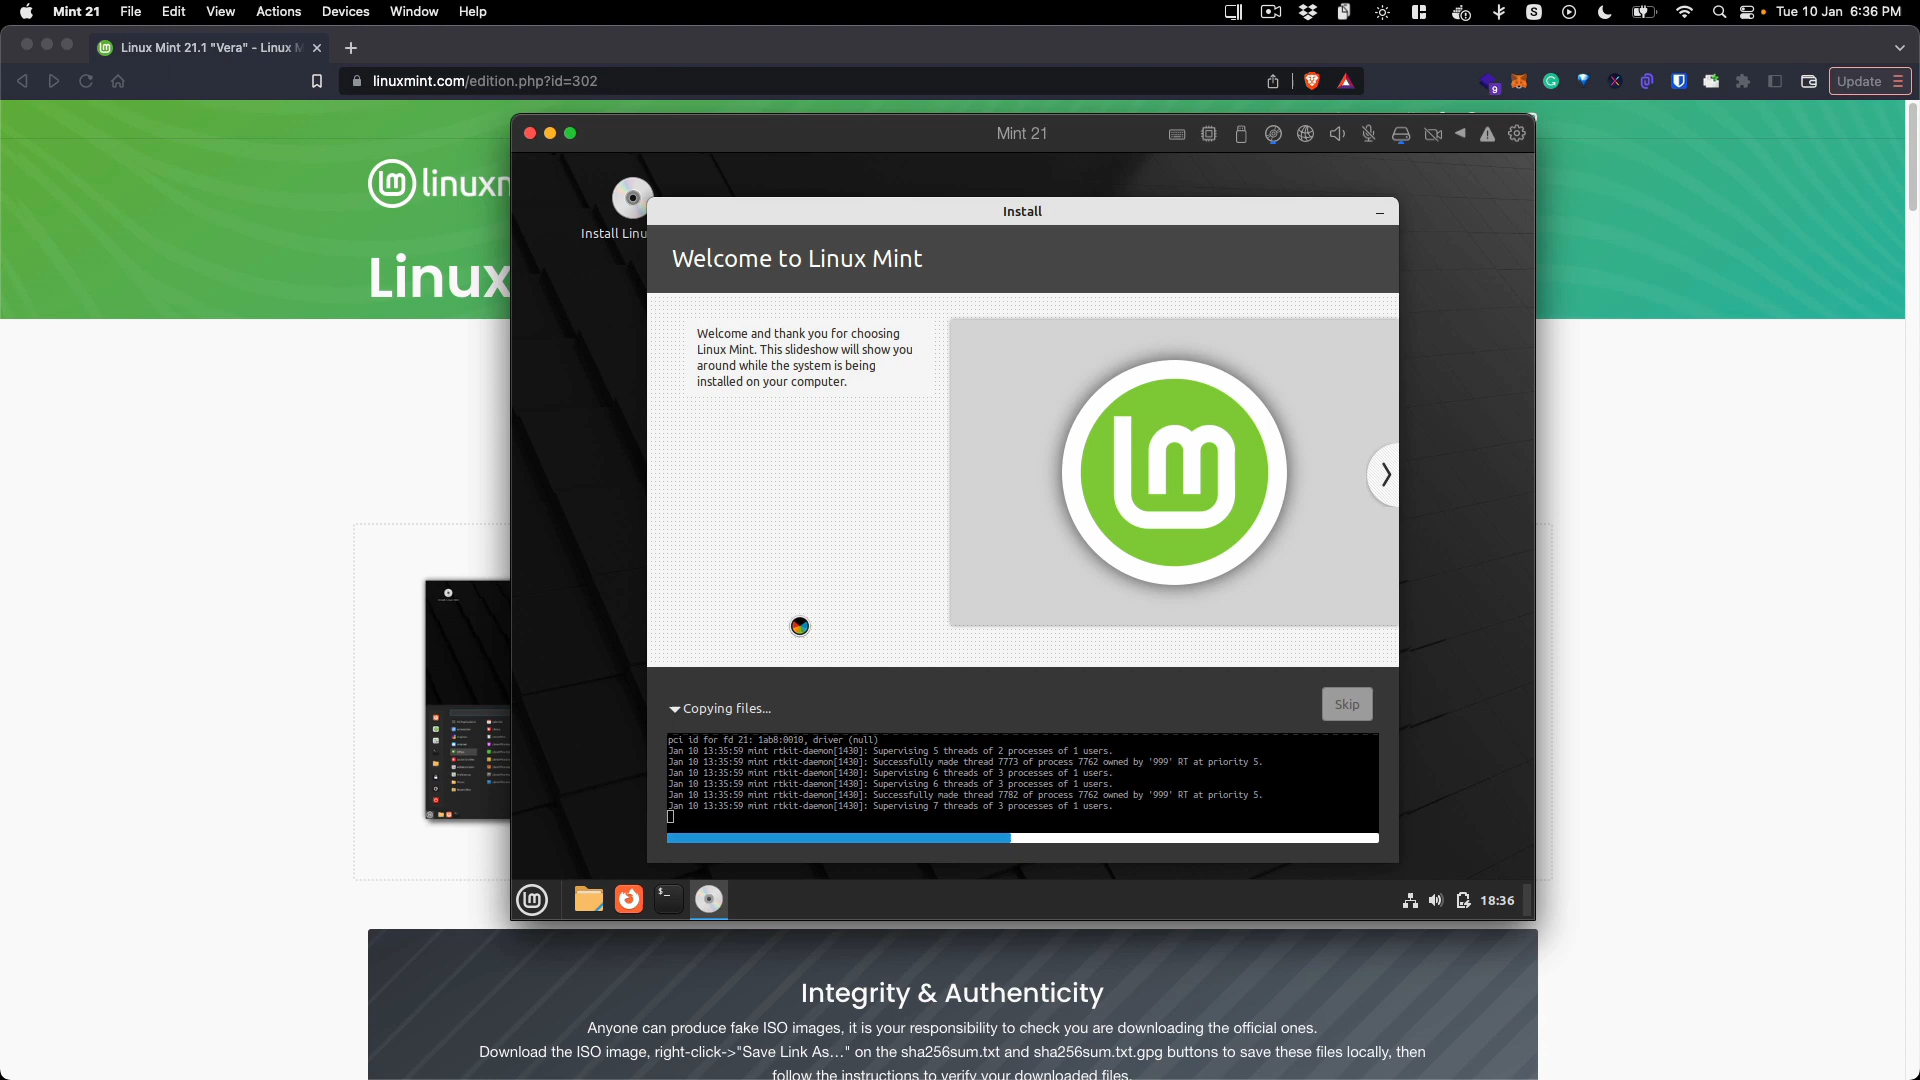 Mint 21 File Edit View Actions Devices Window Help
S
Tue 10 Jan 6:36 PM
Linux Mint 21.1 "Vera" - Linux M
linuxmint.com/edition.php?id=302
9
Update
linuxm
Linux
Mint 21
Install Linu
Install
Welcome to Linux Mint
Welcome and thank you for choosing
Linux Mint. This slideshow will show you
around while the system is being
installed on your computer.
Copying files...
Skip
pci id for fd 21: 1ab8:0010, driver (null)
Jan 10 13:35:59 mint rtkit-daemon[1430]: Supervising 5 threads of 2 processes of 1 users.
Jan 10 13:35:59 mint rtkit-daemon[1430]: Successfully made thread 7773 of process 7762 owned by '999' RT at priority 5.
Jan 10 13:35:59 mint rtkit-daemon[1430]: Supervising 6 threads of 3 processes of 1 users.
Jan 10 13:35:59 mint rtkit-daemon[1430]: Supervising 6 threads of 3 processes of 1 users.
Jan 10 13:35:59 mint rtkit-daemon[1430]: Successfully made thread 7782 of process 7762 owned by '999' RT at priority 5.
Jan 10 13:35:59 mint rtkit-daemon[1430]: Supervising 7 threads of 3 processes of 1 users.
18:36
Integrity & Authenticity
Anyone can produce fake ISO images, it is your responsibility to check you are downloading the official ones.
Download the ISO image, right-click->"Save Link As..." on the sha256sum.txt and sha256sum.txt.gpg buttons to save these files locally, then
follow the instructions to verify your downloaded files.